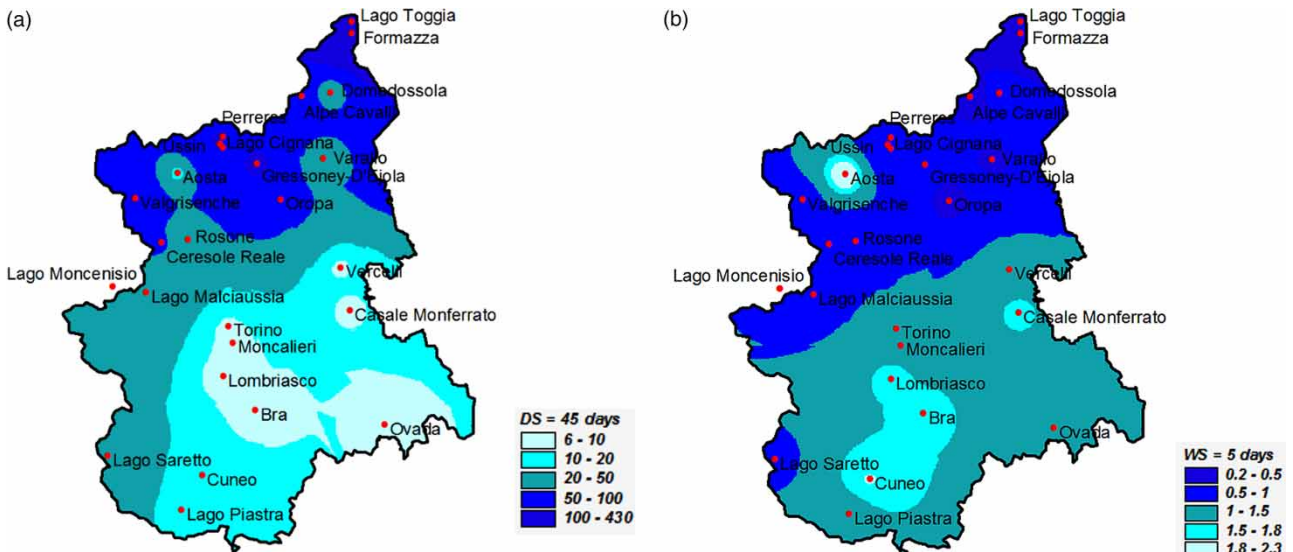 (a)
Lago Toggia
Formazza
Domodossola
Alpe Cavalli
Perreres
Ussin
Lago Cignana
Varallo
Aosta
Gressoney-D'Ejola
Valgrisenche
Oropa
Rosone
Ceresole Reale
Vercelli
Lago Moncenisio
Lago Malciaussia
Casale Monferrato
Torino
Moncalieri
Lombriasco
Bra
Ovada
Lago Saretto
Cuneo
Lago Piastra
DS = 45 days
6 - 10
10 - 20
20 - 50
50 - 100
100 - 430
(b)
Lago Toggia
Formazza
Domodossola
Alpe Cavalli
Perreres
Ussin
Lago Cignana
Varallo
Aosta
Gressoney-D'Ejola
Valgrisenche
Oropa
Rosone
Ceresole Reale
Vercelli
Lago Moncenisio
Lago Malciaussia
Casale Monferrato
Torino
Moncalieri
Lombriasco
Bra
Ovada
Lago Saretto
Cuneo
Lago Piastra
WS = 5 days
0.2 - 0.5
0.5 - 1
1 - 1.5
1.5 - 1.8
1.8 - 2.3